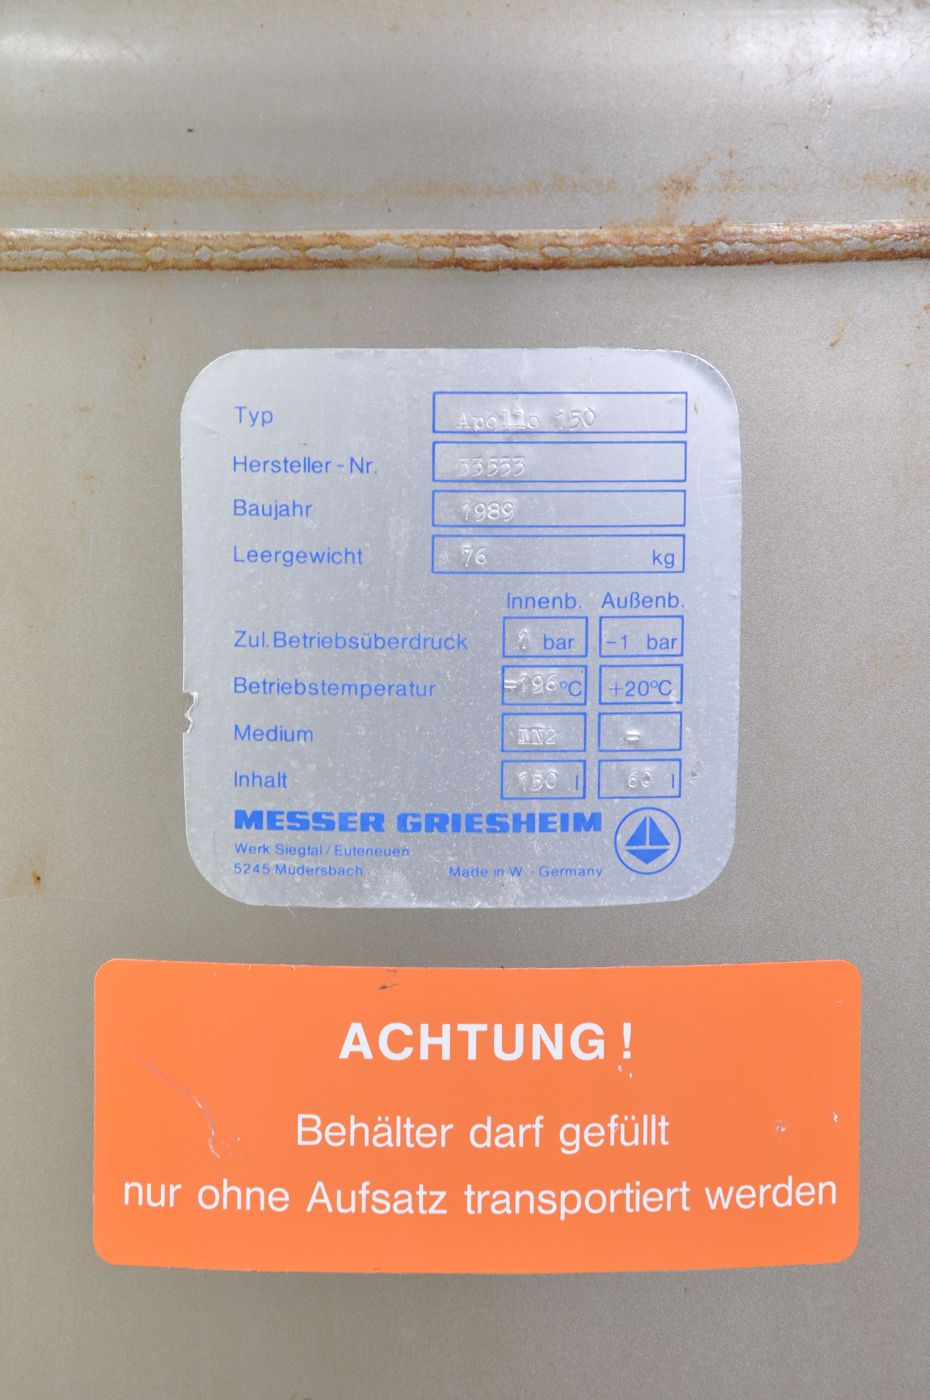 Typ Apollo 150
Hersteller-Nr. 33533
Baujahr 1989
Leergewicht 76 kg
Innenb. Außenb.
Zul. Betriebsüberdruck 1 bar -1 bar
Betriebstemperatur -196 °C +20°C
Medium LN2 -
Inhalt 150 l 60 l
MESSER GRIESHEIM
Werk Siegtal / Euteneuen
5245 Mudersbach Made in W-Germany
ACHTUNG!
Behälter darf gefüllt
nur ohne Aufsatz transportiert werden